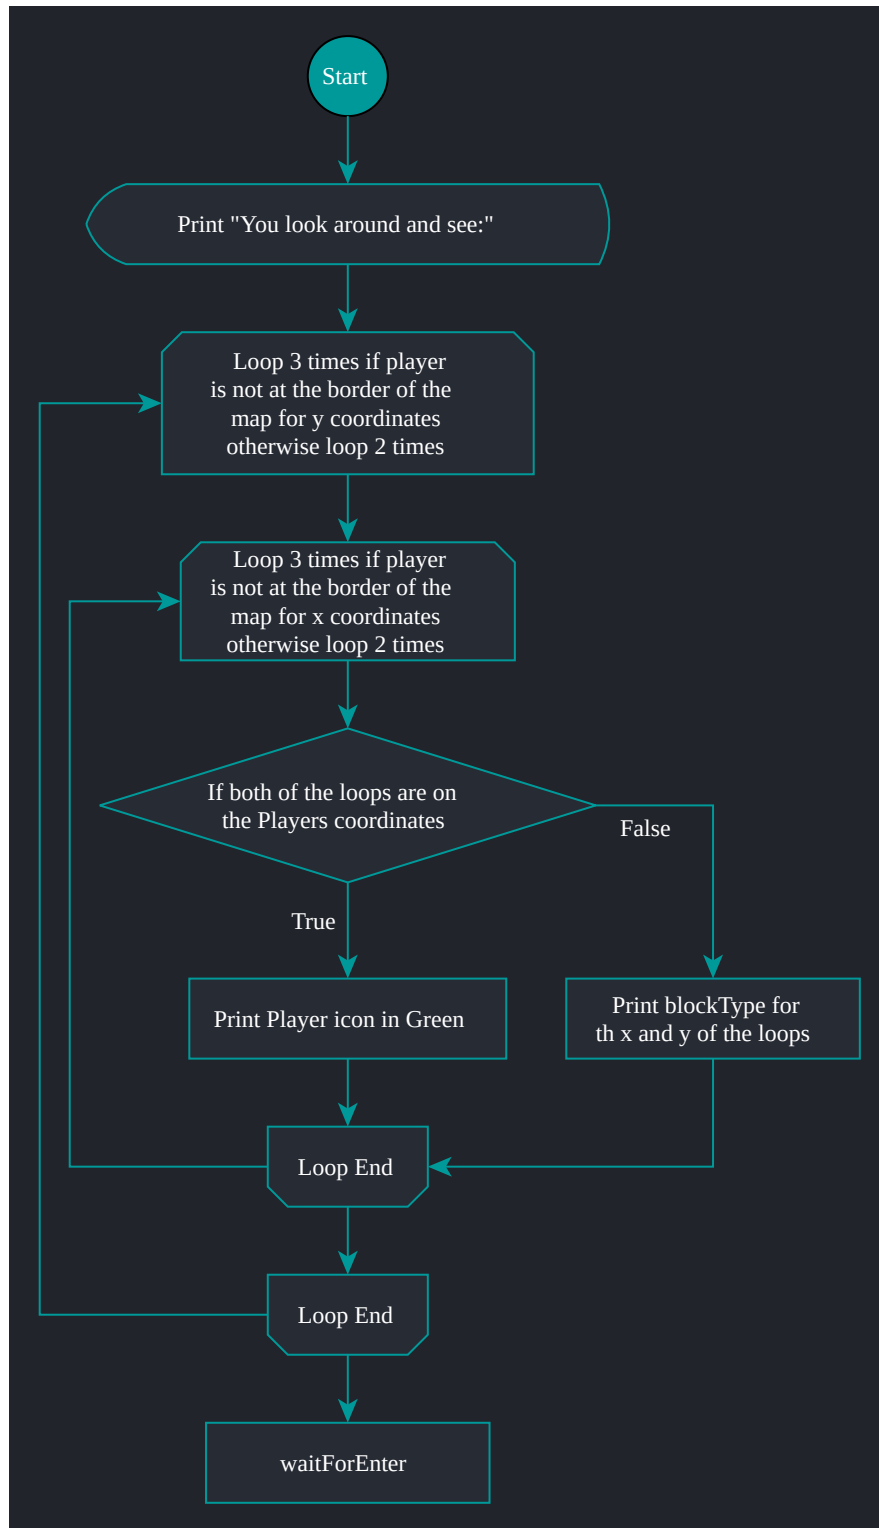 Start
Print "You look around and see:"
Loop 3 times if player
is not at the border of the
map for y coordinates
otherwise loop 2 times
Loop 3 times if player
is not at the border of the
map for x coordinates
otherwise loop 2 times
If both of the loops are on
the Players coordinates
False
True
Print Player icon in Green
Print blockType for
th x and y of the loops
Loop End
Loop End
waitForEnter